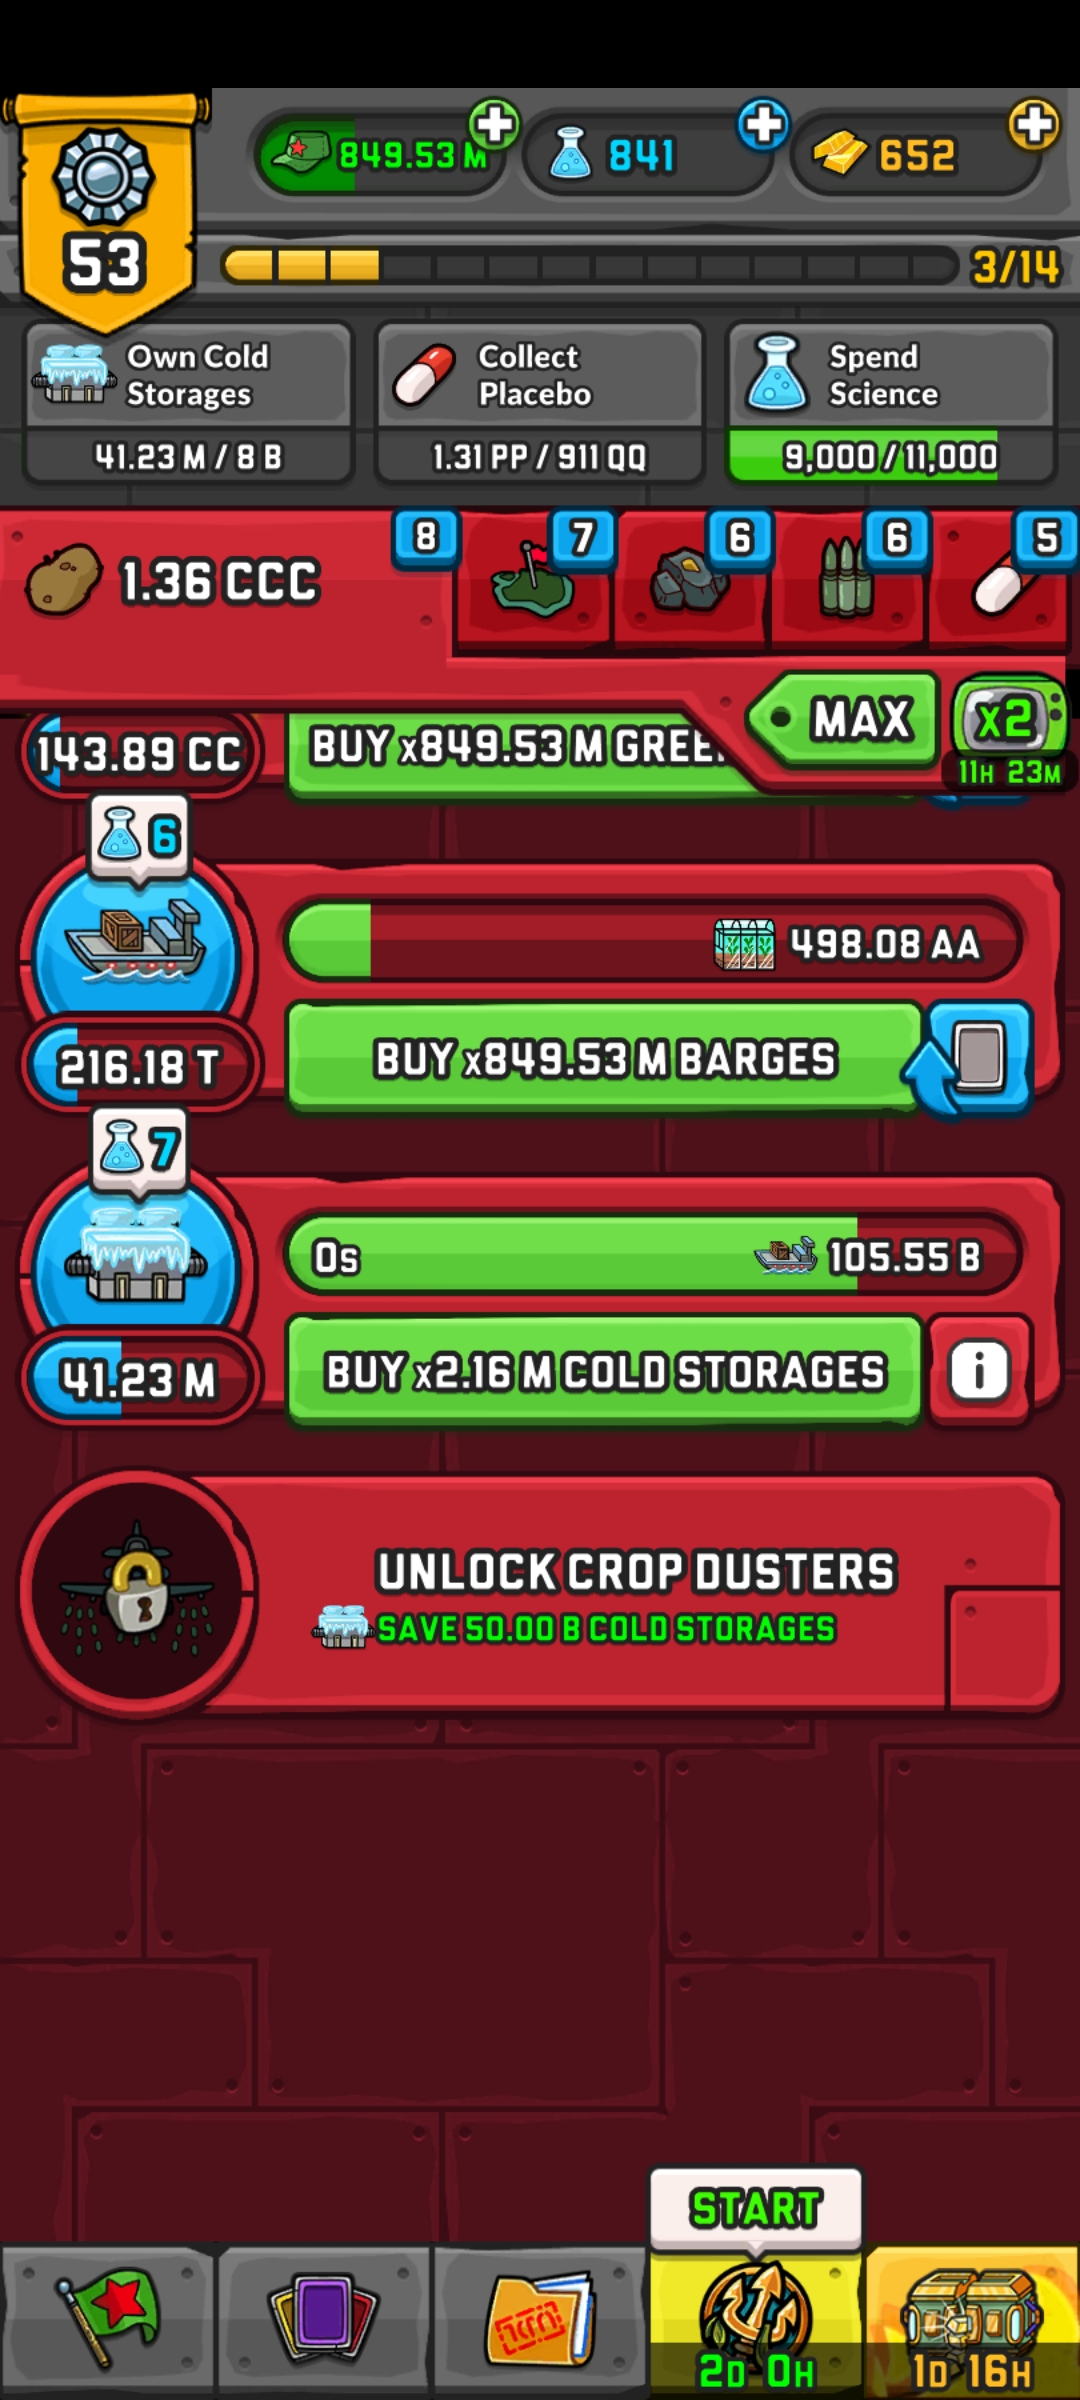 849.53 M
841
652
53
3/14
Own Cold
Storages
41.23 M / 8 B
Collect
Placebo
1.31 PP / 911 QQ
Spend
Science
9,000 / 11,000
1.36 CCC
8
7
6
6
5
MAX
x2
11H 23M
143.89 CC
BUY x849.53 M
6
498.08 AA
216.18 T
BUY x849.53 M BARGES
7
0s
105.55 B
41.23 M
BUY x2.16 M COLD STORAGES
i
UNLOCK CROP DUSTERS
SAVE 50.00 B COLD STORAGES
START
2D 0H
1D 16H